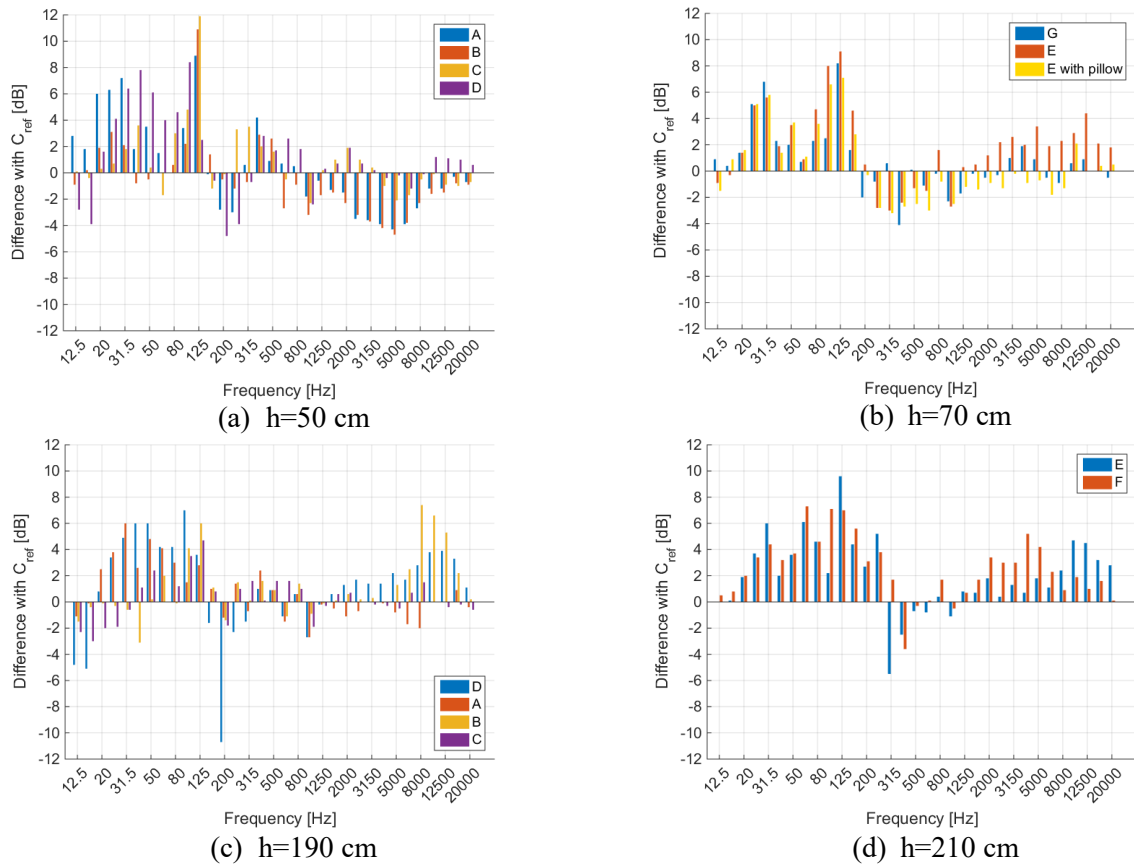 12
10
8
6
4
2
0
-2
-4
-6
-8
-10
-12
Difference with C_ref [dB]
A
B
C
D
12.5 20 31.5 50 80 125 200 315 500 800 1250 2000 3150 5000 8000 12500 20000
Frequency [Hz]
(a) h=50 cm
12
10
8
6
4
2
0
-2
-4
-6
-8
-10
-12
Difference with C_ref [dB]
G
E
E with pillow
12.5 20 31.5 50 80 125 200 315 500 800 1250 2000 3150 5000 8000 12500 20000
Frequency [Hz]
(b) h=70 cm
12
10
8
6
4
2
0
-2
-4
-6
-8
-10
-12
Difference with C_ref [dB]
D
A
B
C
12.5 20 31.5 50 80 125 200 315 500 800 1250 2000 3150 5000 8000 12500 20000
Frequency [Hz]
(c) h=190 cm
12
10
8
6
4
2
0
-2
-4
-6
-8
-10
-12
Difference with C_ref [dB]
E
F
12.5 20 31.5 50 80 125 200 315 500 800 1250 2000 3150 5000 8000 12500 20000
Frequency [Hz]
(d) h=210 cm